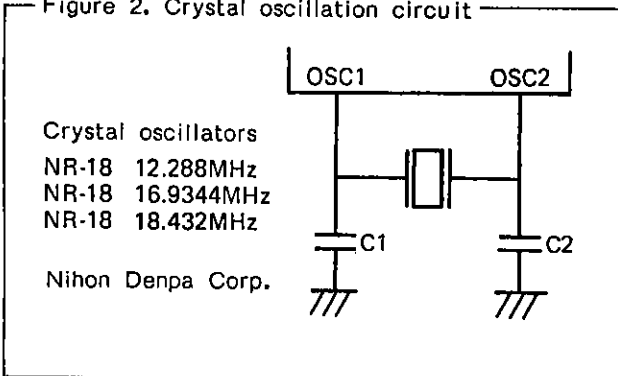 Figure 2. Crystal oscillation circuit
OSC1 OSC2
Crystal oscillators
NR-18 12.288MHz
NR-18 16.9344MHz
NR-18 18.432MHz
C1 C2
Nihon Denpa Corp.